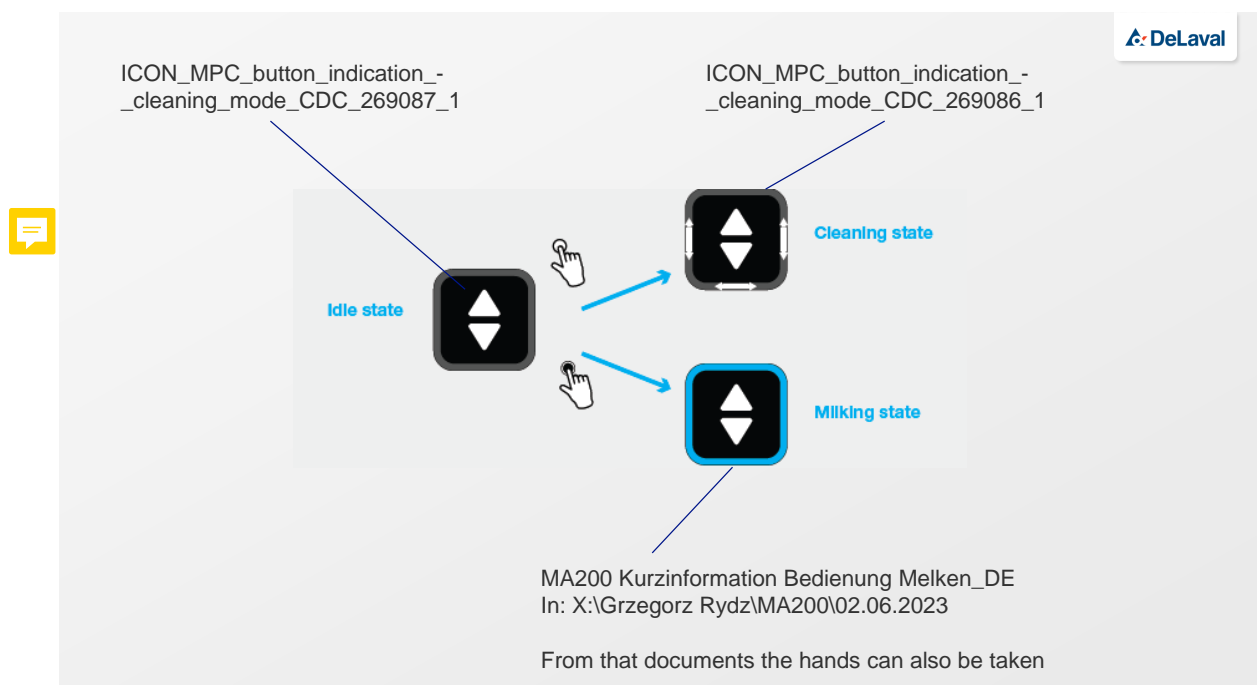 DeLaval
ICON_MPC_button_indication_-
_cleaning_mode_CDC_269087_1
ICON_MPC_button_indication_-
_cleaning_mode_CDC_269086_1
Cleaning state
Idle state
Milking state
MA200 Kurzinformation Bedienung Melken_DE
In: X:\Grzegorz Rydz\MA200\02.06.2023
From that documents the hands can also be taken